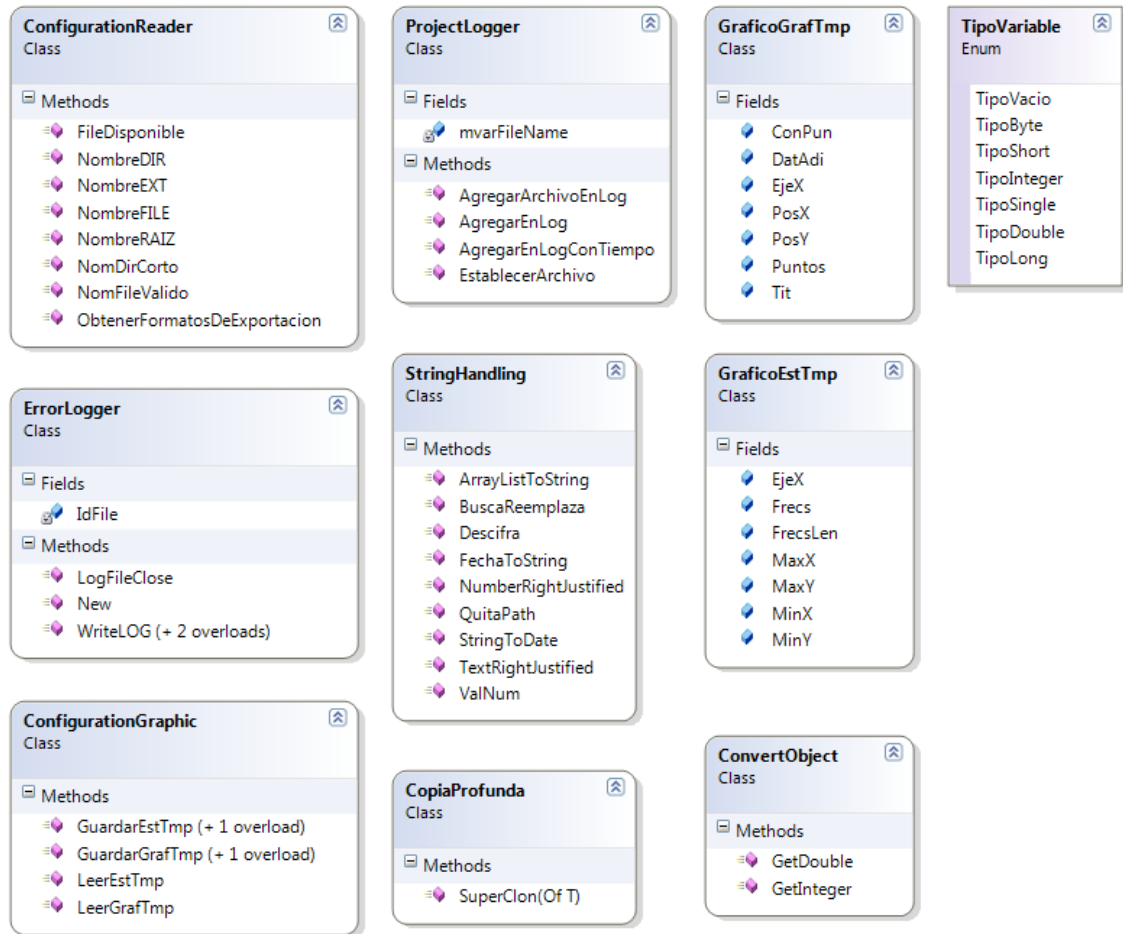 ConfigurationReader
Class
Methods
FileDisponible
NombreDIR
NombreEXT
NombreFILE
NombreRAIZ
NomDirCorto
NomFileValido
ObtenerFormatosDeExportacion
ErrorLogger
Class
Fields
IdFile
Methods
LogFileClose
New
WriteLOG (+ 2 overloads)
ConfigurationGraphic
Class
Methods
GuardarEstTmp (+ 1 overload)
GuardarGrafTmp (+ 1 overload)
LeerEstTmp
LeerGrafTmp
ProjectLogger
Class
Fields
mvarFileName
Methods
AgregarArchivoEnLog
AgregarEnLog
AgregarEnLogConTiempo
EstablecerArchivo
StringHandling
Class
Methods
ArrayListToString
BuscaReemplaza
Descifra
FechaToString
NumberRightJustified
QuitaPath
StringToDate
TextRightJustified
ValNum
CopiaProfunda
Class
Methods
SuperClon(Of T)
GraficoGrafTmp
Class
Fields
ConPun
DatAdi
EjeX
PosX
PosY
Puntos
Tit
GraficoEstTmp
Class
Fields
EjeX
Frecs
FrecsLen
MaxX
MaxY
MinX
MinY
ConvertObject
Class
Methods
GetDouble
GetInteger
TipoVariable
Enum
TipoVacio
TipoByte
TipoShort
TipoInteger
TipoSingle
TipoDouble
TipoLong